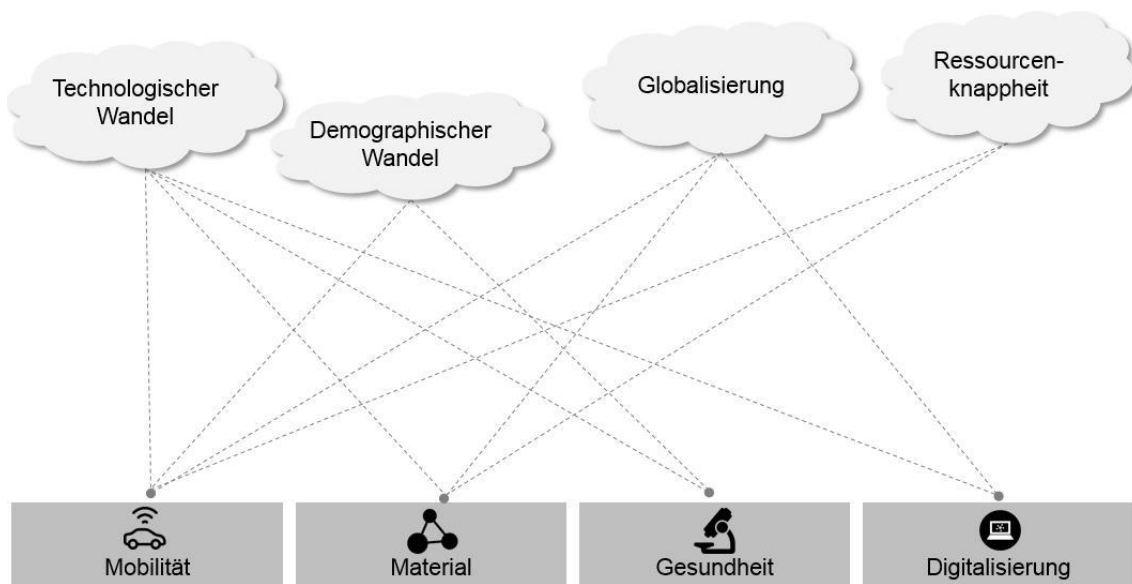 Technologischer
Wandel
Demographischer
Wandel
Globalisierung
Ressourcen-
knappheit
Mobilität
Material
Gesundheit
Digitalisierung